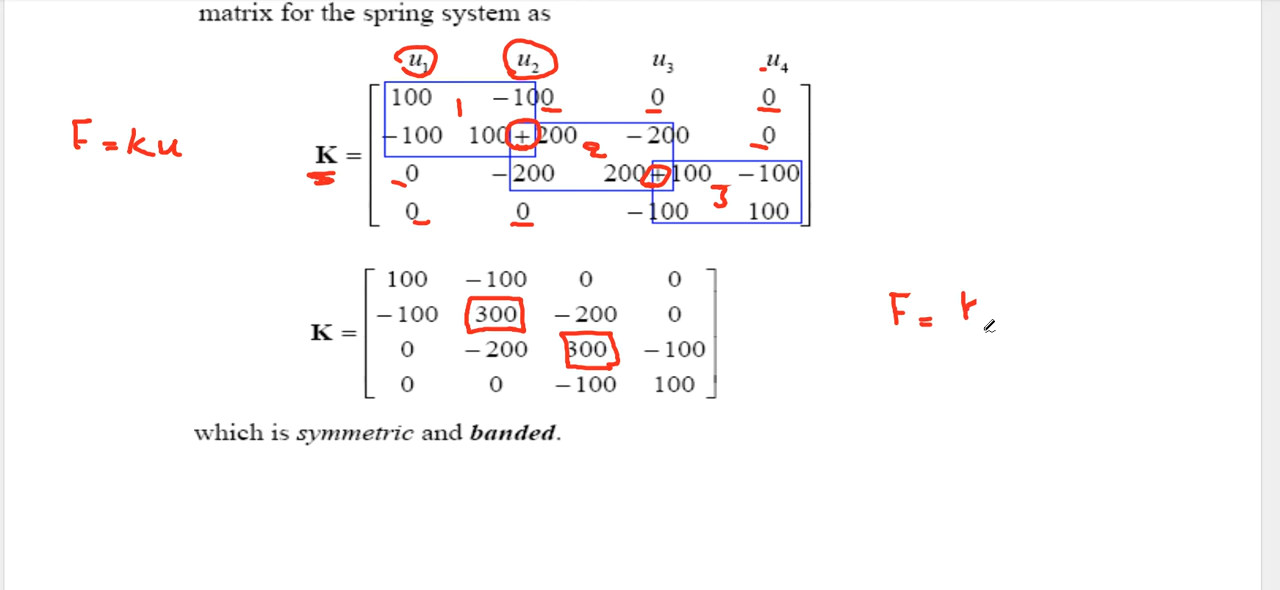 matrix for the spring system as
u₁ u₂ u₃ u₄
100 −100 0 0
F = ku
−100 100+200 −200 0
K =
0 −200 200+100 −100
0 0 −100 100
1
2
3
100 −100 0 0
−100 300 −200 0
K =
0 −200 300 −100
0 0 −100 100
F =
which is symmetric and banded.